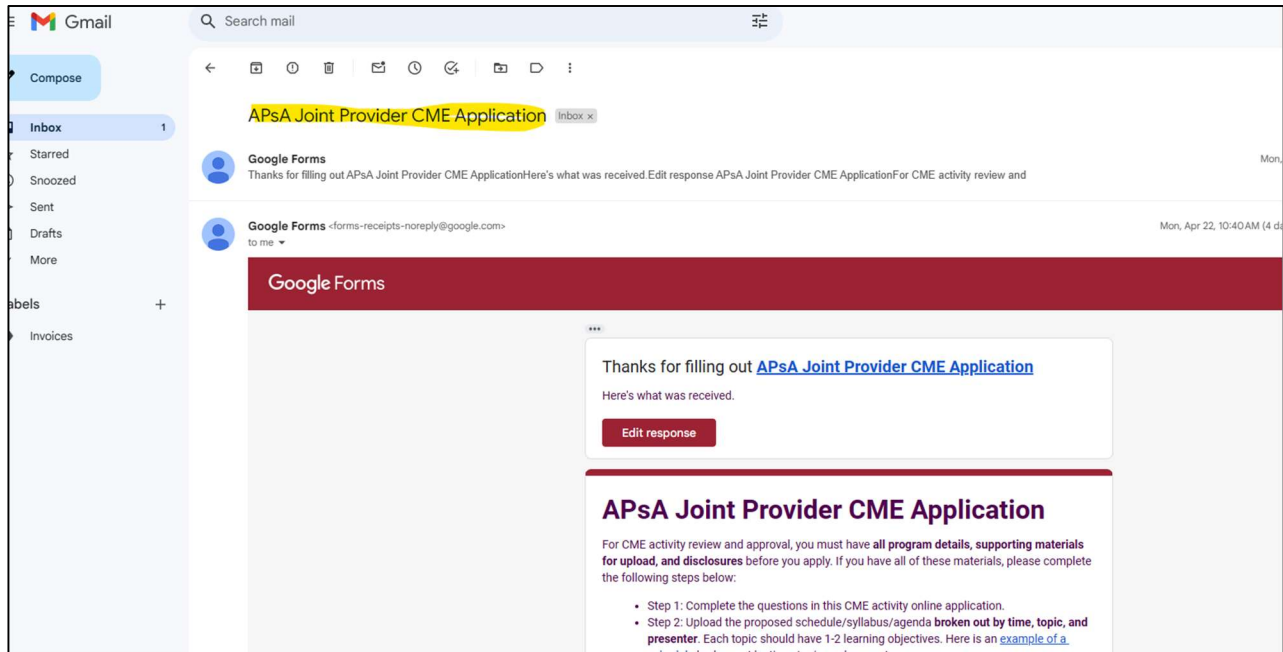 Gmail
Search mail
Compose
Inbox 1
Starred
Snoozed
Sent
Drafts
More
abels +
Invoices
APsA Joint Provider CME Application Inbox x
Google Forms Mon,
Thanks for filling out APsA Joint Provider CME ApplicationHere's what was received.Edit response APsA Joint Provider CME ApplicationFor CME activity review and
Google Forms <forms-receipts-noreply@google.com> Mon, Apr 22, 10:40 AM (4 da
to me
Google Forms
Thanks for filling out APsA Joint Provider CME Application
Here's what was received.
Edit response
APsA Joint Provider CME Application
For CME activity review and approval, you must have all program details, supporting materials
for upload, and disclosures before you apply. If you have all of these materials, please complete
the following steps below:
• Step 1: Complete the questions in this CME activity online application.
• Step 2: Upload the proposed schedule/syllabus/agenda broken out by time, topic, and
presenter. Each topic should have 1-2 learning objectives. Here is an example of a